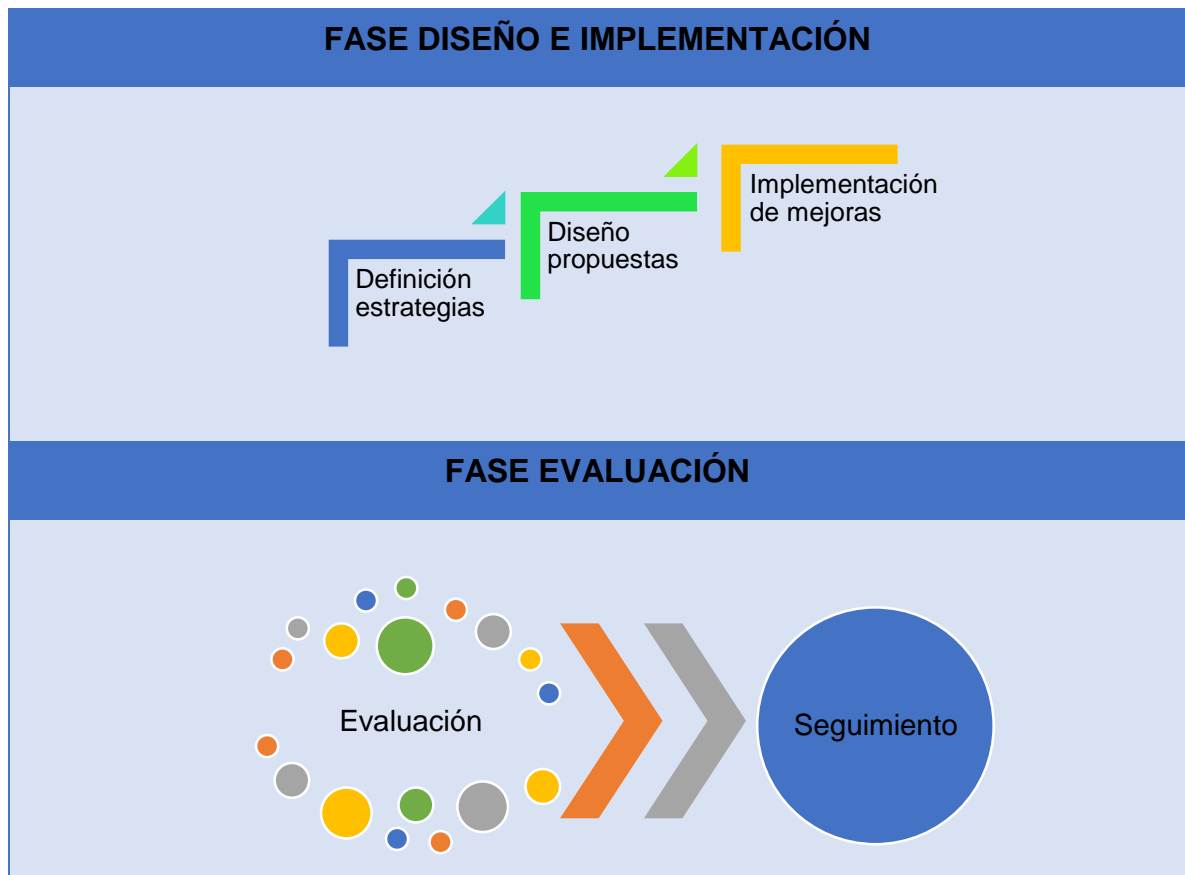 FASE DISEÑO E IMPLEMENTACIÓN
Implementación
de mejoras
Diseño
propuestas
Definición
estrategias
FASE EVALUACIÓN
Evaluación
Seguimiento